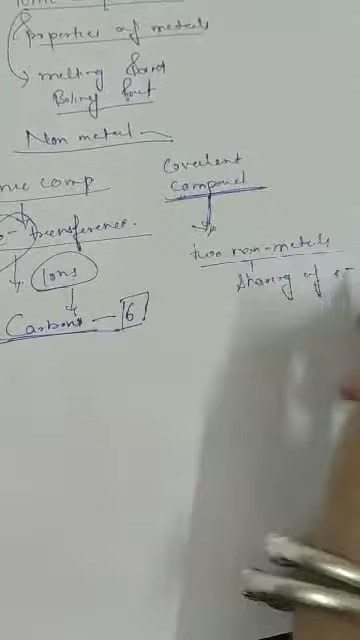 Properties of metals
melting point
Boling Point
Non metal
Covalent
Compound
comp
transference.
two non-metals
Ions
Sharing of e-
Carbon — 6